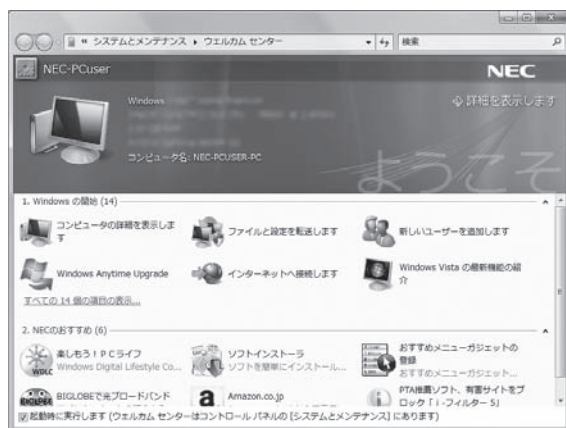 « システムとメンテナンス ▸ ウェルカム センター
検索
NEC-PCuser
NEC
Windows
詳細を表示します
コンピュータ名: NEC-PCUSER-PC
ようこそ
1. Windows の開始 (14)
コンピュータの詳細を表示しま
す
ファイルと設定を転送します
新しいユーザーを追加します
Windows Anytime Upgrade
インターネットへ接続します
Windows Vista の最新機能の紹
介
すべての 14 個の項目の表示...
2. NECのおすすめ (6)
WDLC
楽しもう!PCライフ
Windows Digital Lifestyle Co...
ソフトインストーラ
ソフトを簡単にインストール...
おすすめメニューガジェットの
登録
おすすめメニューガジェット...
BIGLOBE
BIGLOBEで光ブロードバンド
a
Amazon.co.jp
PTA推薦ソフト、有害サイトをブ
ロック「i-フィルター 5」
起動時に実行します (ウェルカム センターはコントロール パネルの [システムとメンテナンス] にあります)